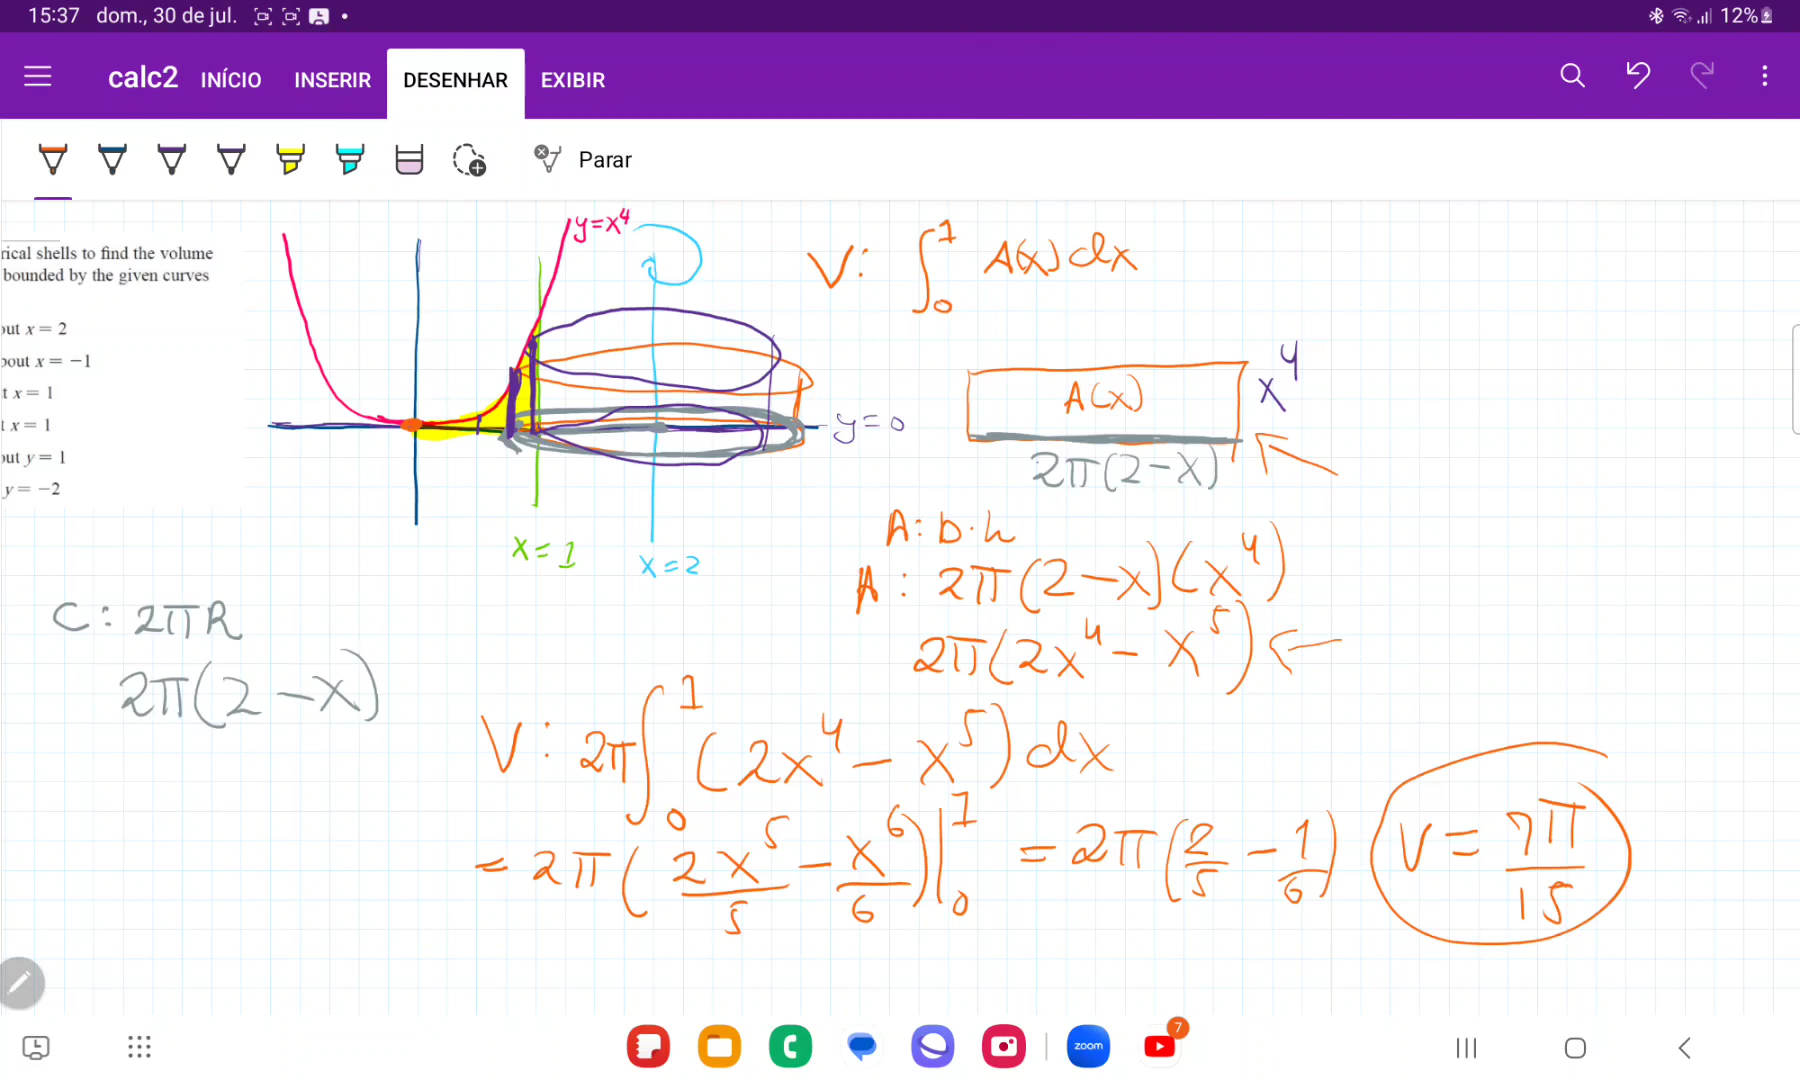 15:37 dom., 30 de jul. 12%
calc2 INÍCIO INSERIR DESENHAR EXIBIR
Parar
rical shells to find the volume
bounded by the given curves
out x = 2
bout x = −1
t x = 1
t x = 1
out y = 1
y = −2
y=x⁴
y=0
x=1
x=2
C: 2πR
2π(2−x)
V: ∫₀¹ A(x)dx
A(x)
x⁴
2π(2−x)
A: b·h
A: 2π(2−x)(x⁴)
2π(2x⁴−x⁵)
V: 2π∫₀¹(2x⁴−x⁵)dx
=2π(2x⁵/5−x⁶/6)|₀¹ =2π(2/5−1/6)
V=7π/15
zoom
7